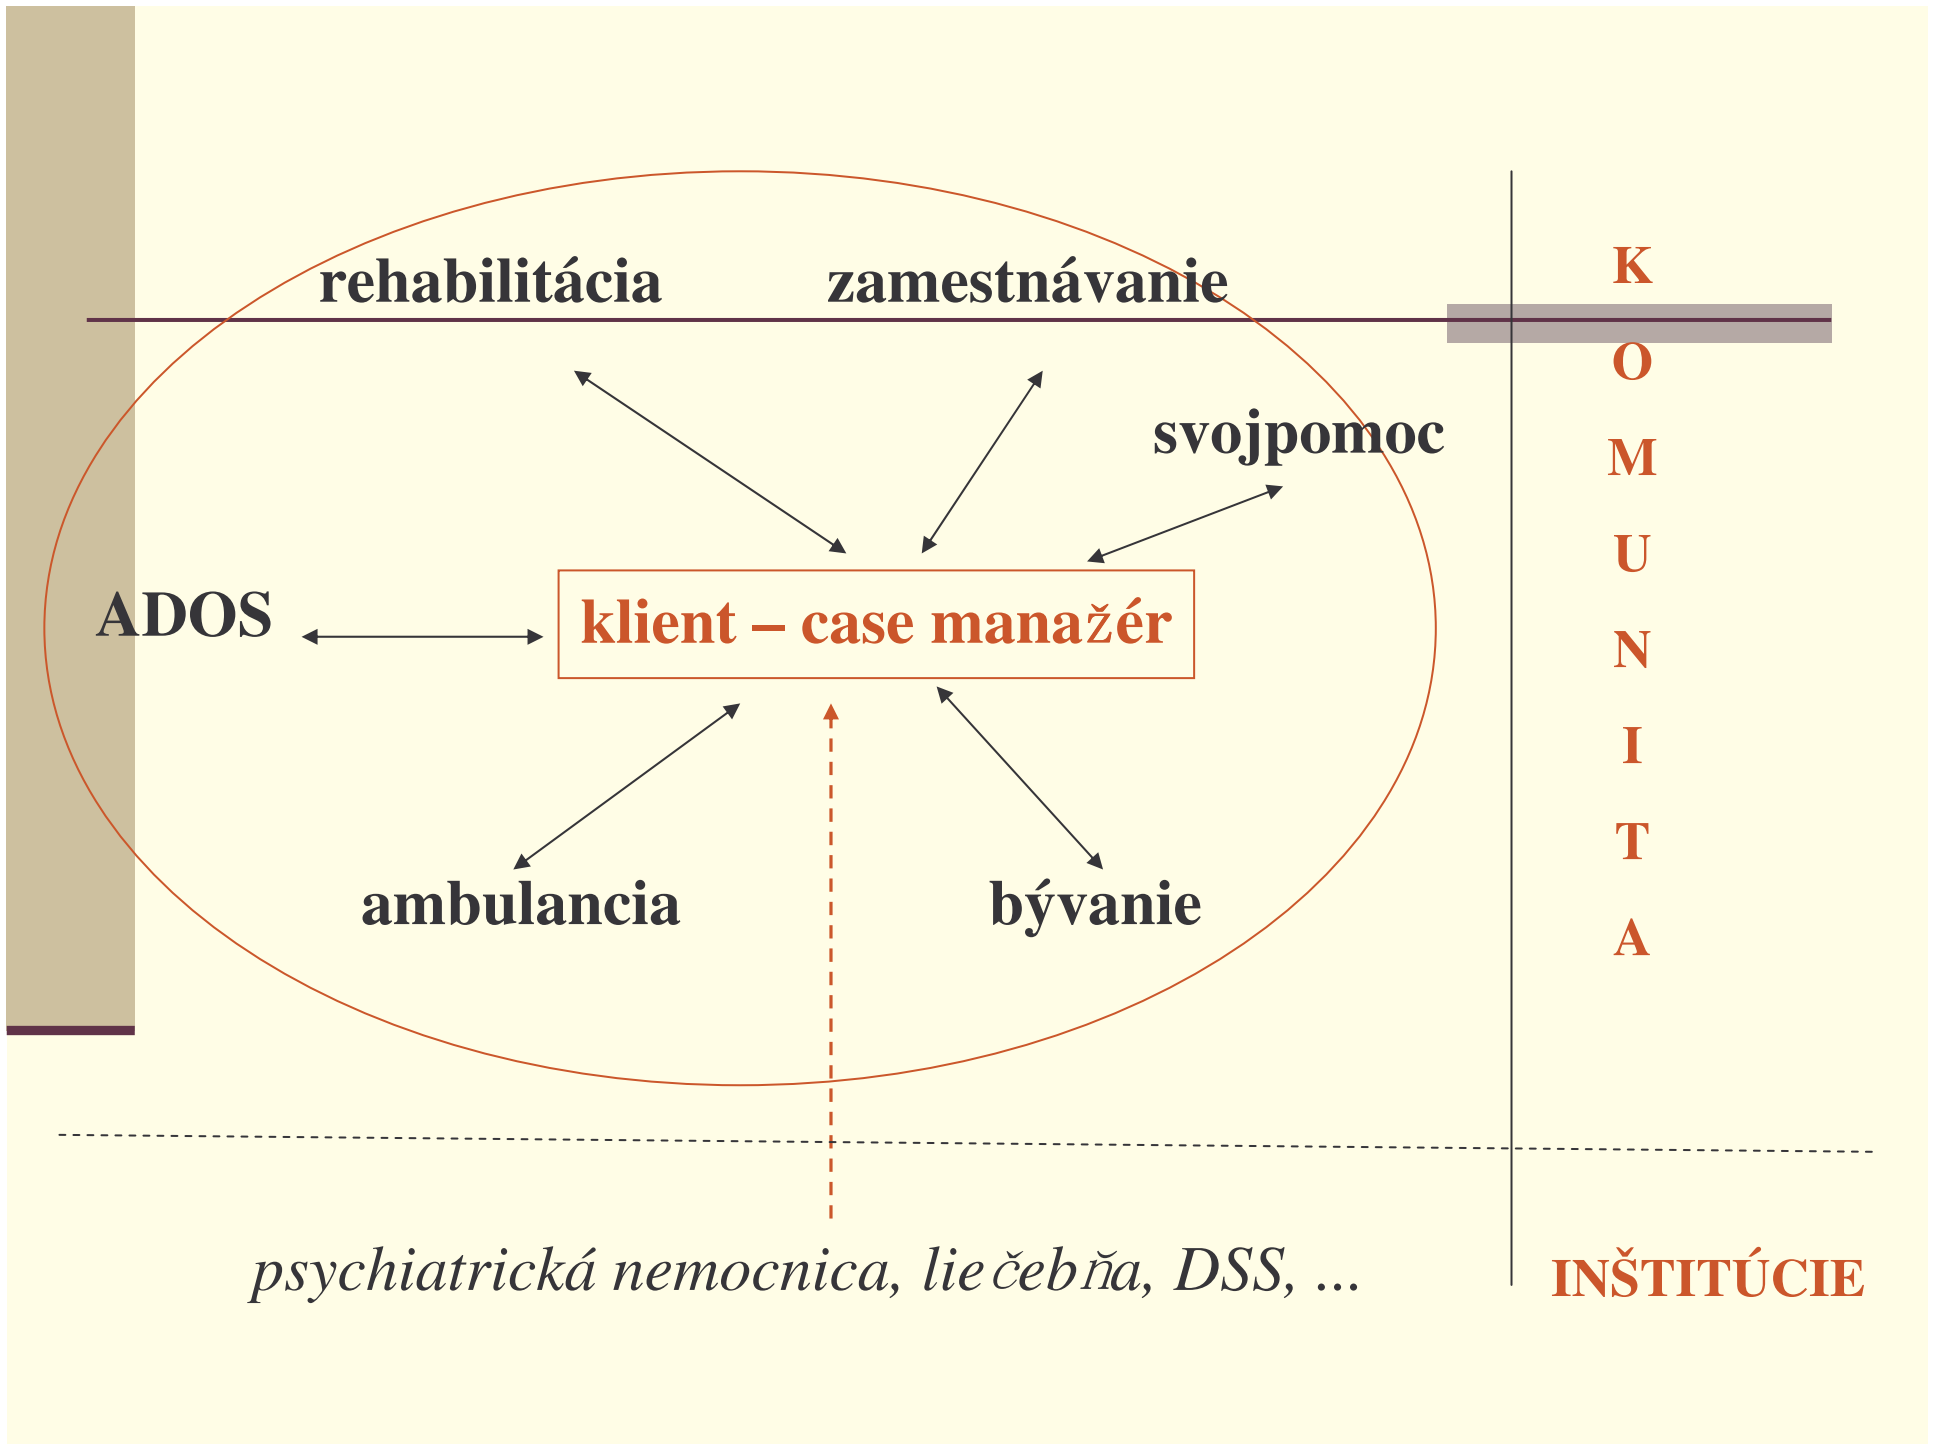 rehabilitácia
zamestnávanie
svojpomoc
ADOS
klient – case manažér
ambulancia
bývanie
psychiatrická nemocnica, liečebňa, DSS, ...
K
O
M
U
N
I
T
A
INŠTITÚCIE